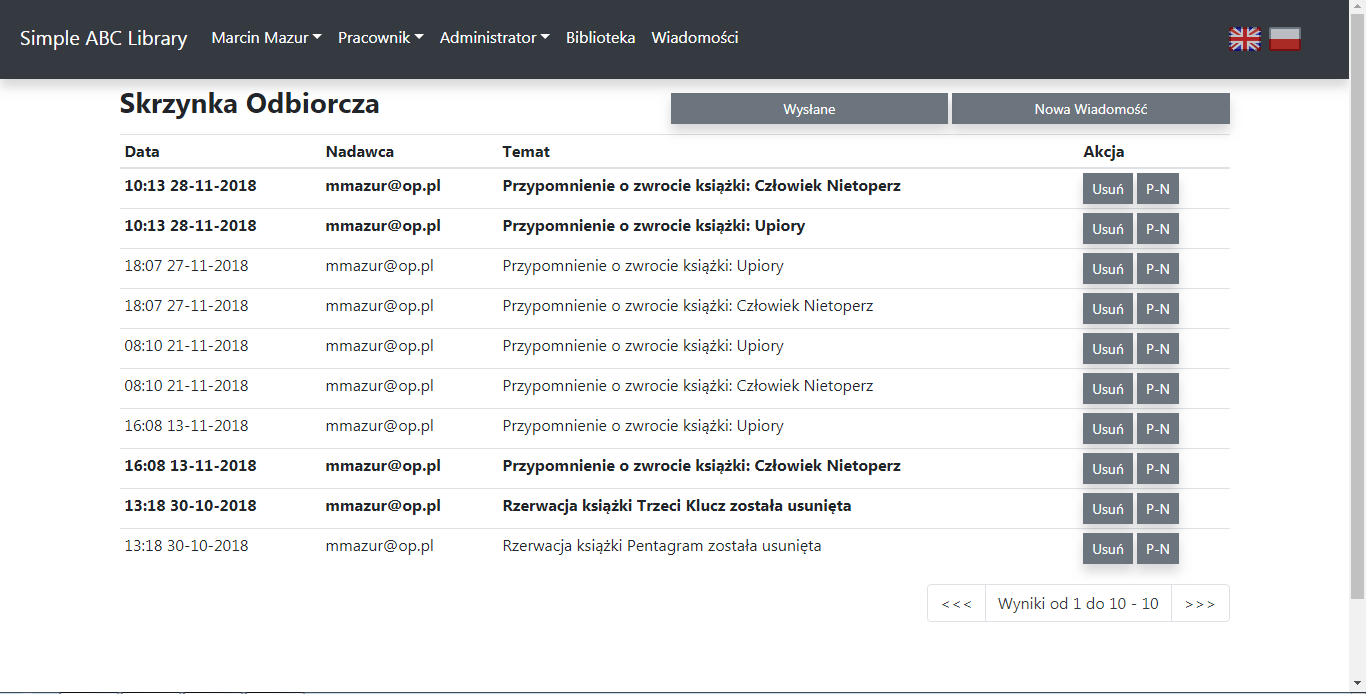 Simple ABC Library Marcin Mazur Pracownik Administrator Biblioteka Wiadomości
Skrzynka Odbiorcza Wysłane Nowa Wiadomość
Data Nadawca Temat Akcja
10:13 28-11-2018 mmazur@op.pl Przypomnienie o zwrocie książki: Człowiek Nietoperz Usuń P-N
10:13 28-11-2018 mmazur@op.pl Przypomnienie o zwrocie książki: Upiory Usuń P-N
18:07 27-11-2018 mmazur@op.pl Przypomnienie o zwrocie książki: Upiory Usuń P-N
18:07 27-11-2018 mmazur@op.pl Przypomnienie o zwrocie książki: Człowiek Nietoperz Usuń P-N
08:10 21-11-2018 mmazur@op.pl Przypomnienie o zwrocie książki: Upiory Usuń P-N
08:10 21-11-2018 mmazur@op.pl Przypomnienie o zwrocie książki: Człowiek Nietoperz Usuń P-N
16:08 13-11-2018 mmazur@op.pl Przypomnienie o zwrocie książki: Upiory Usuń P-N
16:08 13-11-2018 mmazur@op.pl Przypomnienie o zwrocie książki: Człowiek Nietoperz Usuń P-N
13:18 30-10-2018 mmazur@op.pl Rzerwacja książki Trzeci Klucz została usunięta Usuń P-N
13:18 30-10-2018 mmazur@op.pl Rzerwacja książki Pentagram została usunięta Usuń P-N
<<< Wyniki od 1 do 10 - 10 >>>